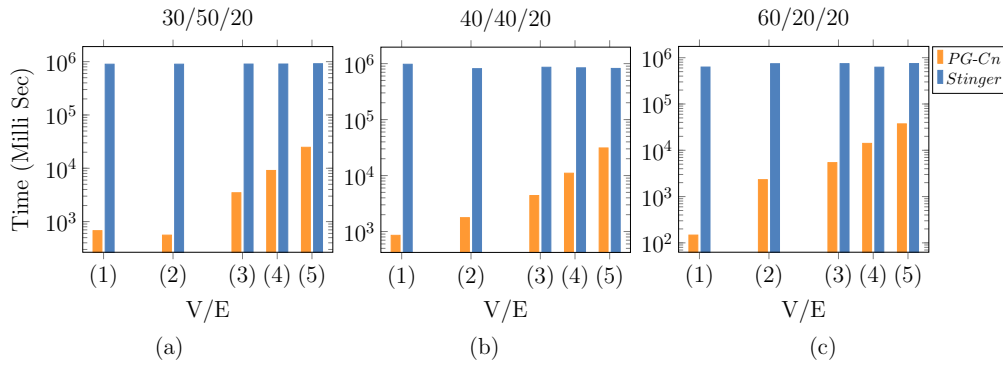 30/50/20
40/40/20
60/20/20
Time (Milli Sec)
10^6
10^5
10^4
10^3
(1) (2) (3) (4) (5)
V/E
(a)
10^6
10^5
10^4
10^3
(1) (2) (3) (4) (5)
V/E
(b)
10^6
10^5
10^4
10^3
10^2
(1) (2) (3) (4) (5)
V/E
(c)
PG-Cn
Stinger